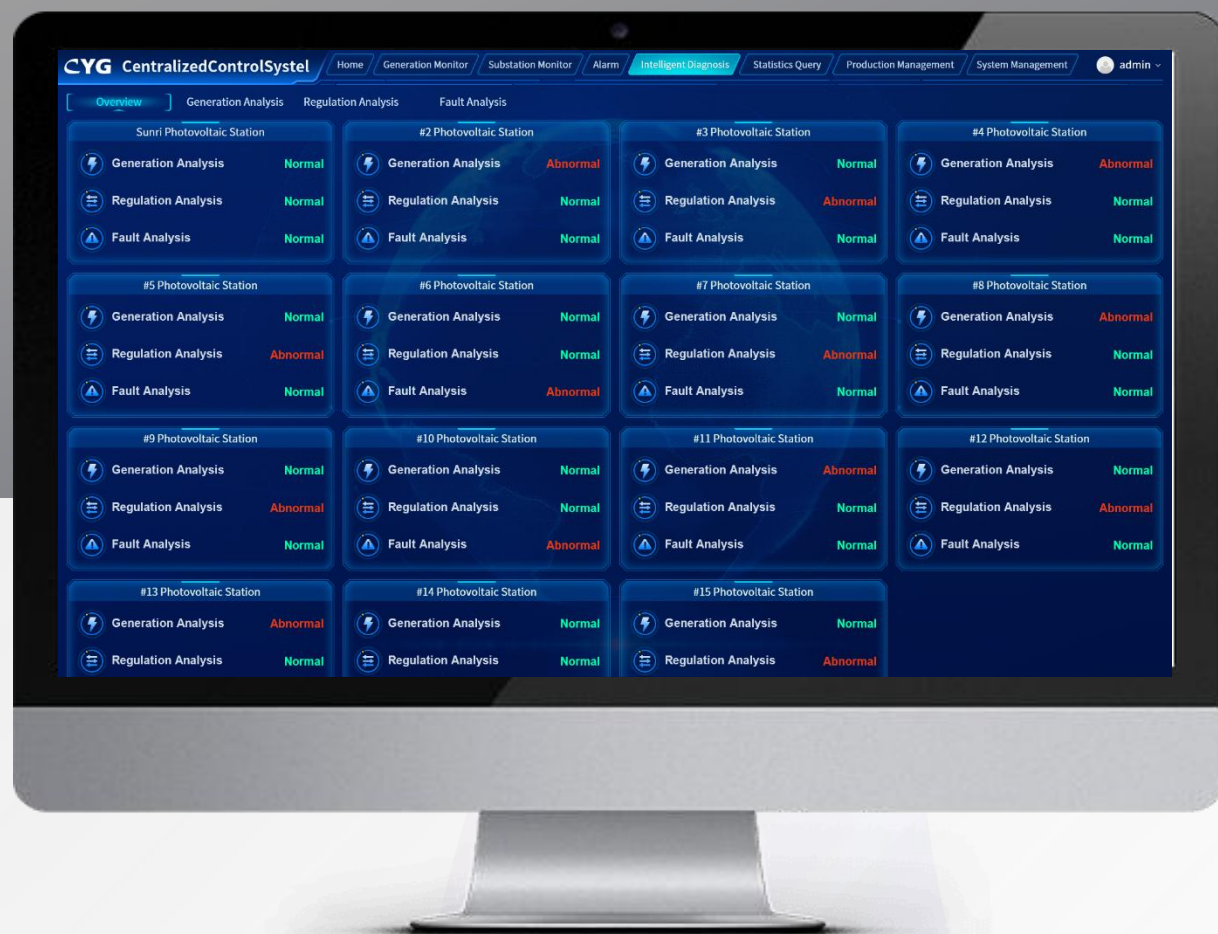 CYG CentralizedControlSystel Home Generation Monitor Substation Monitor Alarm Intelligent Diagnosis Statistics Query Production Management System Management admin
Overview Generation Analysis Regulation Analysis Fault Analysis
Sunri Photovoltaic Station
Generation Analysis Normal
Regulation Analysis Normal
Fault Analysis Normal
#2 Photovoltaic Station
Generation Analysis Abnormal
Regulation Analysis Normal
Fault Analysis Normal
#3 Photovoltaic Station
Generation Analysis Normal
Regulation Analysis Abnormal
Fault Analysis Normal
#4 Photovoltaic Station
Generation Analysis Abnormal
Regulation Analysis Normal
Fault Analysis Normal
#5 Photovoltaic Station
Generation Analysis Normal
Regulation Analysis Abnormal
Fault Analysis Normal
#6 Photovoltaic Station
Generation Analysis Normal
Regulation Analysis Normal
Fault Analysis Abnormal
#7 Photovoltaic Station
Generation Analysis Normal
Regulation Analysis Abnormal
Fault Analysis Normal
#8 Photovoltaic Station
Generation Analysis Abnormal
Regulation Analysis Normal
Fault Analysis Normal
#9 Photovoltaic Station
Generation Analysis Normal
Regulation Analysis Abnormal
Fault Analysis Normal
#10 Photovoltaic Station
Generation Analysis Normal
Regulation Analysis Normal
Fault Analysis Abnormal
#11 Photovoltaic Station
Generation Analysis Abnormal
Regulation Analysis Normal
Fault Analysis Normal
#12 Photovoltaic Station
Generation Analysis Normal
Regulation Analysis Abnormal
Fault Analysis Normal
#13 Photovoltaic Station
Generation Analysis Abnormal
Regulation Analysis Normal
#14 Photovoltaic Station
Generation Analysis Normal
Regulation Analysis Normal
#15 Photovoltaic Station
Generation Analysis Normal
Regulation Analysis Abnormal